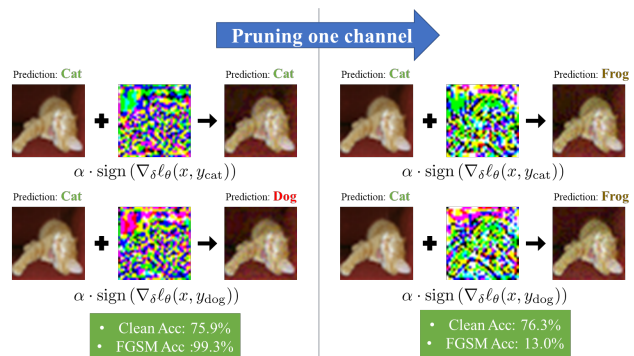 Pruning one channel
Prediction: Cat
Prediction: Cat
Prediction: Cat
Prediction: Frog
α · sign (∇δℓθ(x, ycat))
α · sign (∇δℓθ(x, ycat))
Prediction: Cat
Prediction: Dog
Prediction: Cat
Prediction: Frog
α · sign (∇δℓθ(x, ydog))
α · sign (∇δℓθ(x, ydog))
• Clean Acc: 75.9%
• FGSM Acc :99.3%
• Clean Acc: 76.3%
• FGSM Acc: 13.0%